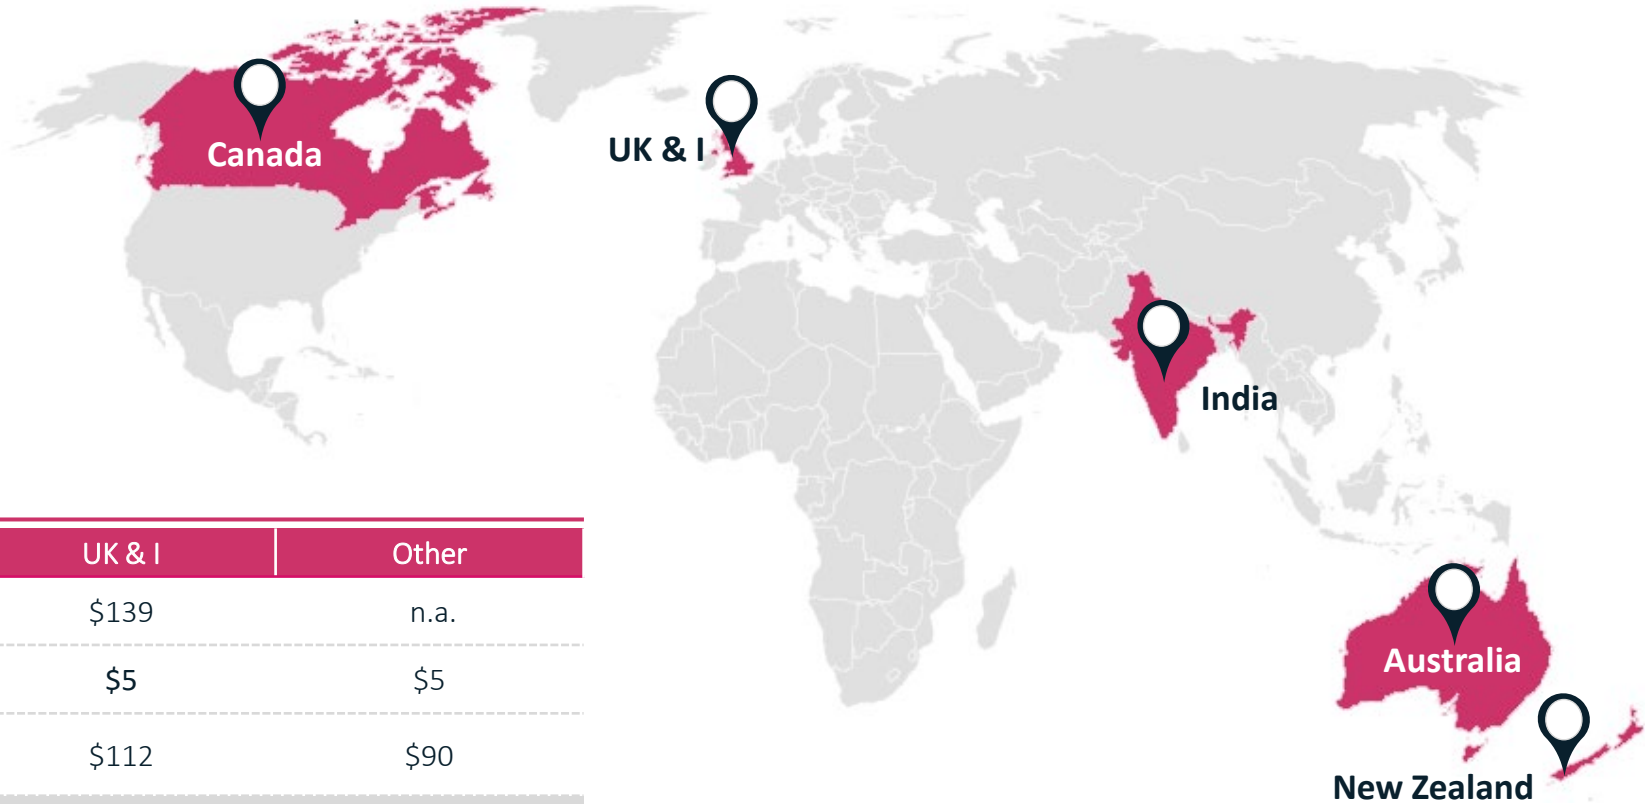 Canada
UK & I
India
Australia
New Zealand
UK & I Other
$139 n.a.
$5 $5
$112 $90